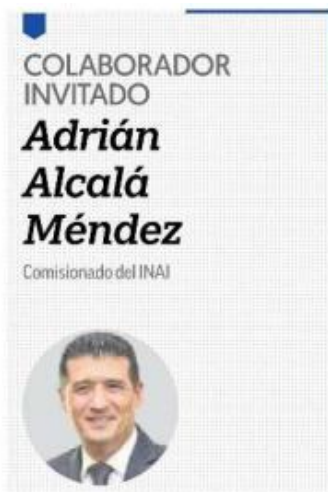 COLABORADOR
INVITADO
Adrián
Alcalá
Méndez
Comisionado del INAI